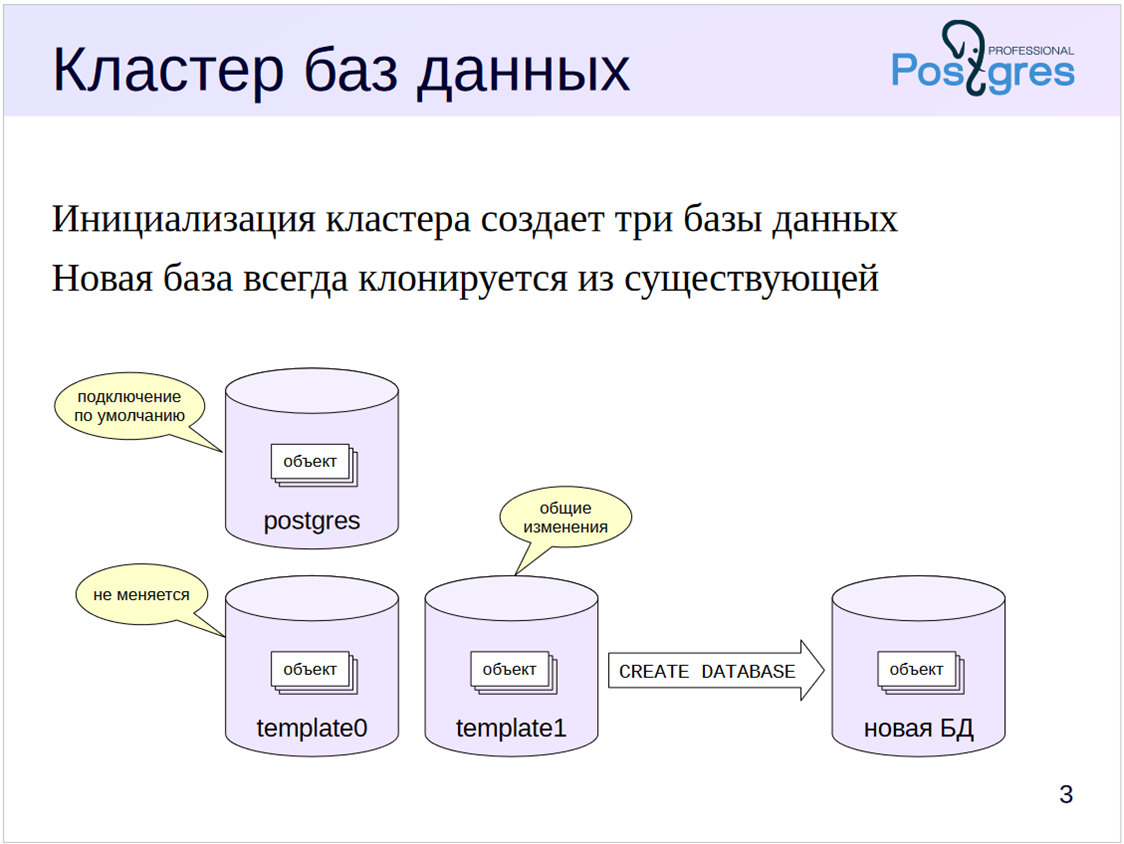 Кластер баз данных
PROFESSIONAL
Postgres
Инициализация кластера создает три базы данных
Новая база всегда клонируется из существующей
подключение
по умолчанию
объект
postgres
общие
изменения
не меняется
объект
template0
объект
template1
CREATE DATABASE
объект
новая БД
3